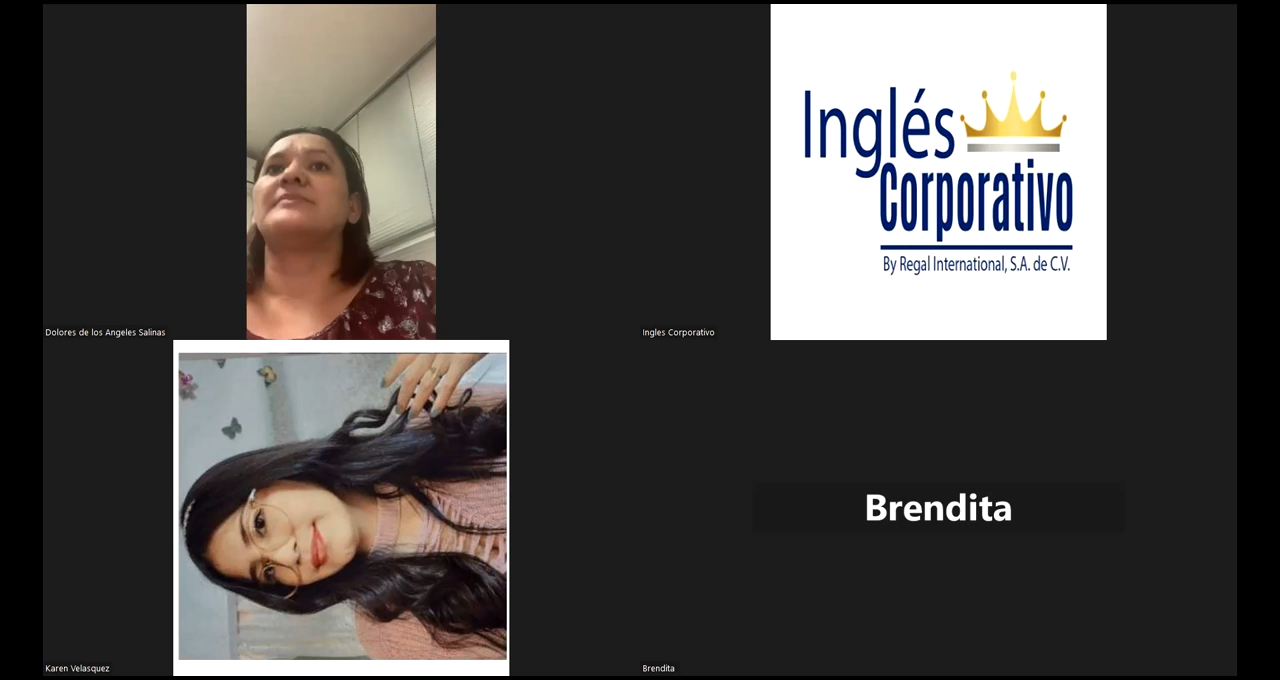 Inglés
Corporativo
By Regal International, S.A. de C.V.
Dolores de los Angeles Salinas
Ingles Corporativo
Brendita
Karen Velasquez
Brendita